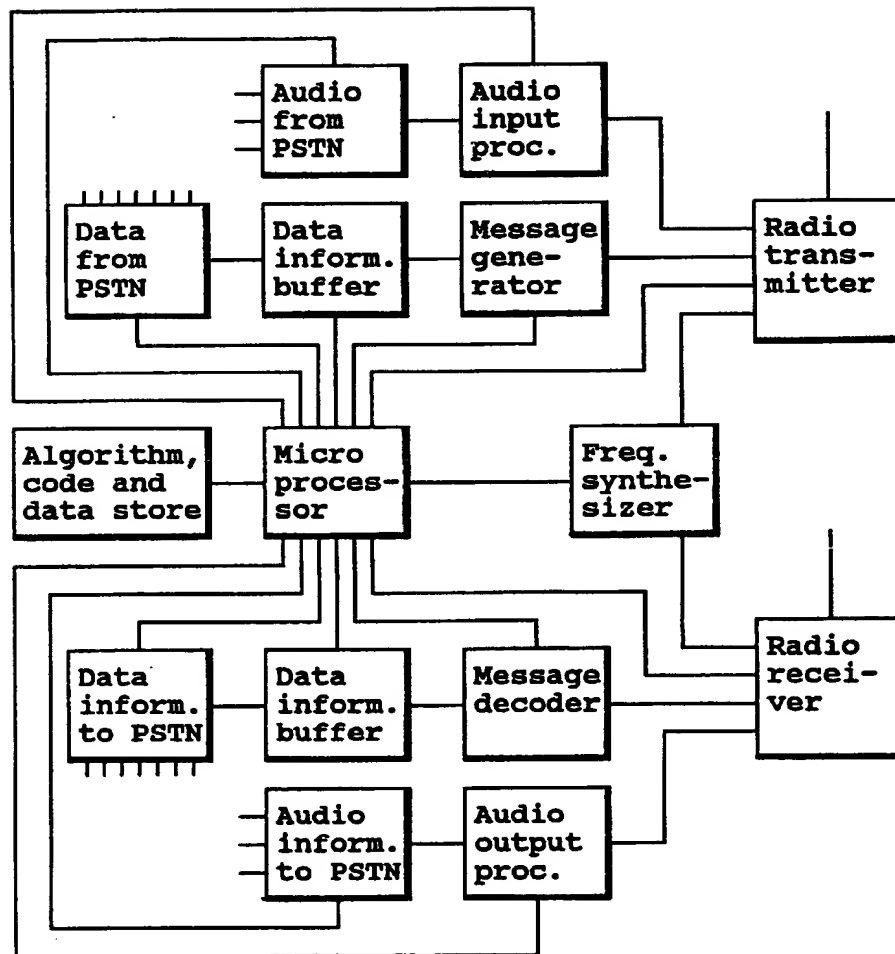 Audio
from
PSTN
Audio
input
proc.
Data
from
PSTN
Data
inform.
buffer
Message
gene-
rator
Radio
trans-
mitter
Algorithm,
code and
data store
Micro
proces-
sor
Freq.
synthe-
sizer
Data
inform.
to PSTN
Data
inform.
buffer
Message
decoder
Radio
recei-
ver
Audio
inform.
to PSTN
Audio
output
proc.